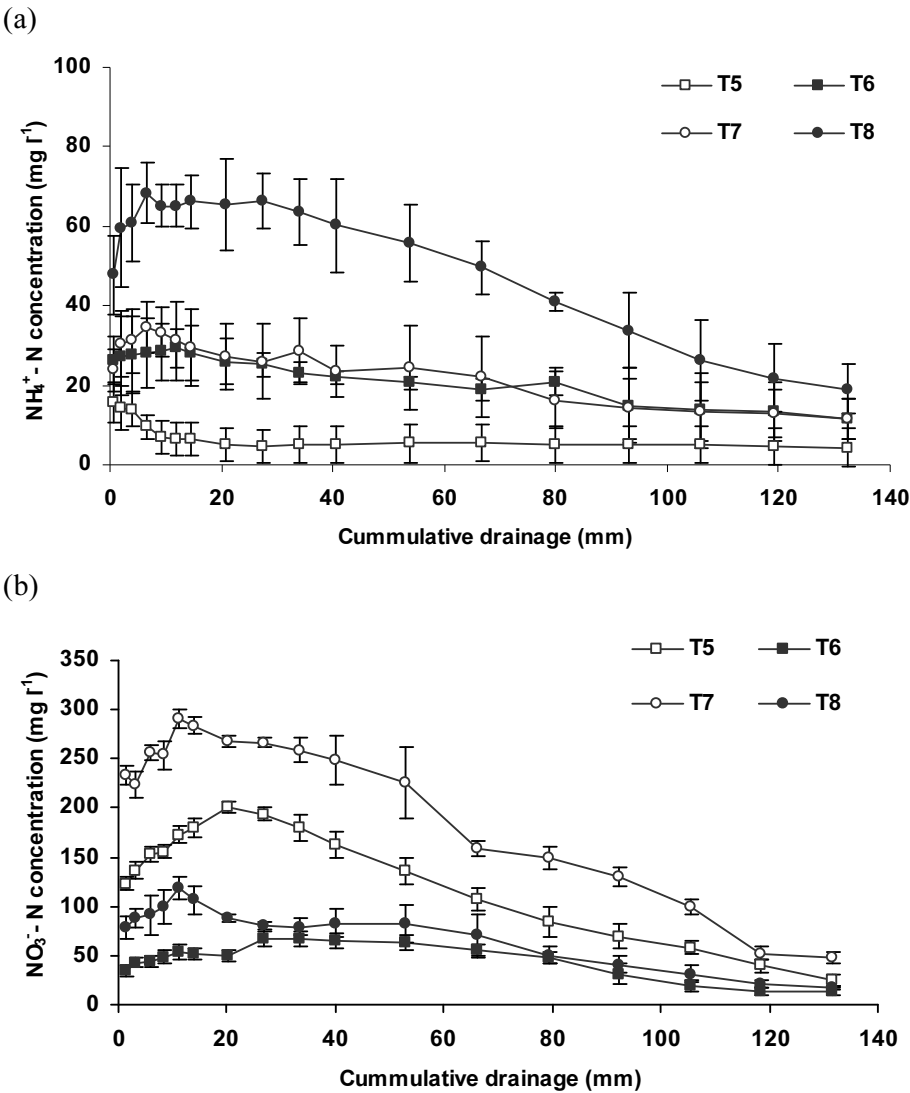 (a)
100
80
60
40
20
0
T5 T6
T7 T8
NH₄⁺- N concentration (mg l⁻¹)
0 20 40 60 80 100 120 140
Cummulative drainage (mm)
(b)
350
300
250
200
150
100
50
0
T5 T6
T7 T8
NO₃⁻- N concentration (mg l⁻¹)
0 20 40 60 80 100 120 140
Cummulative drainage (mm)